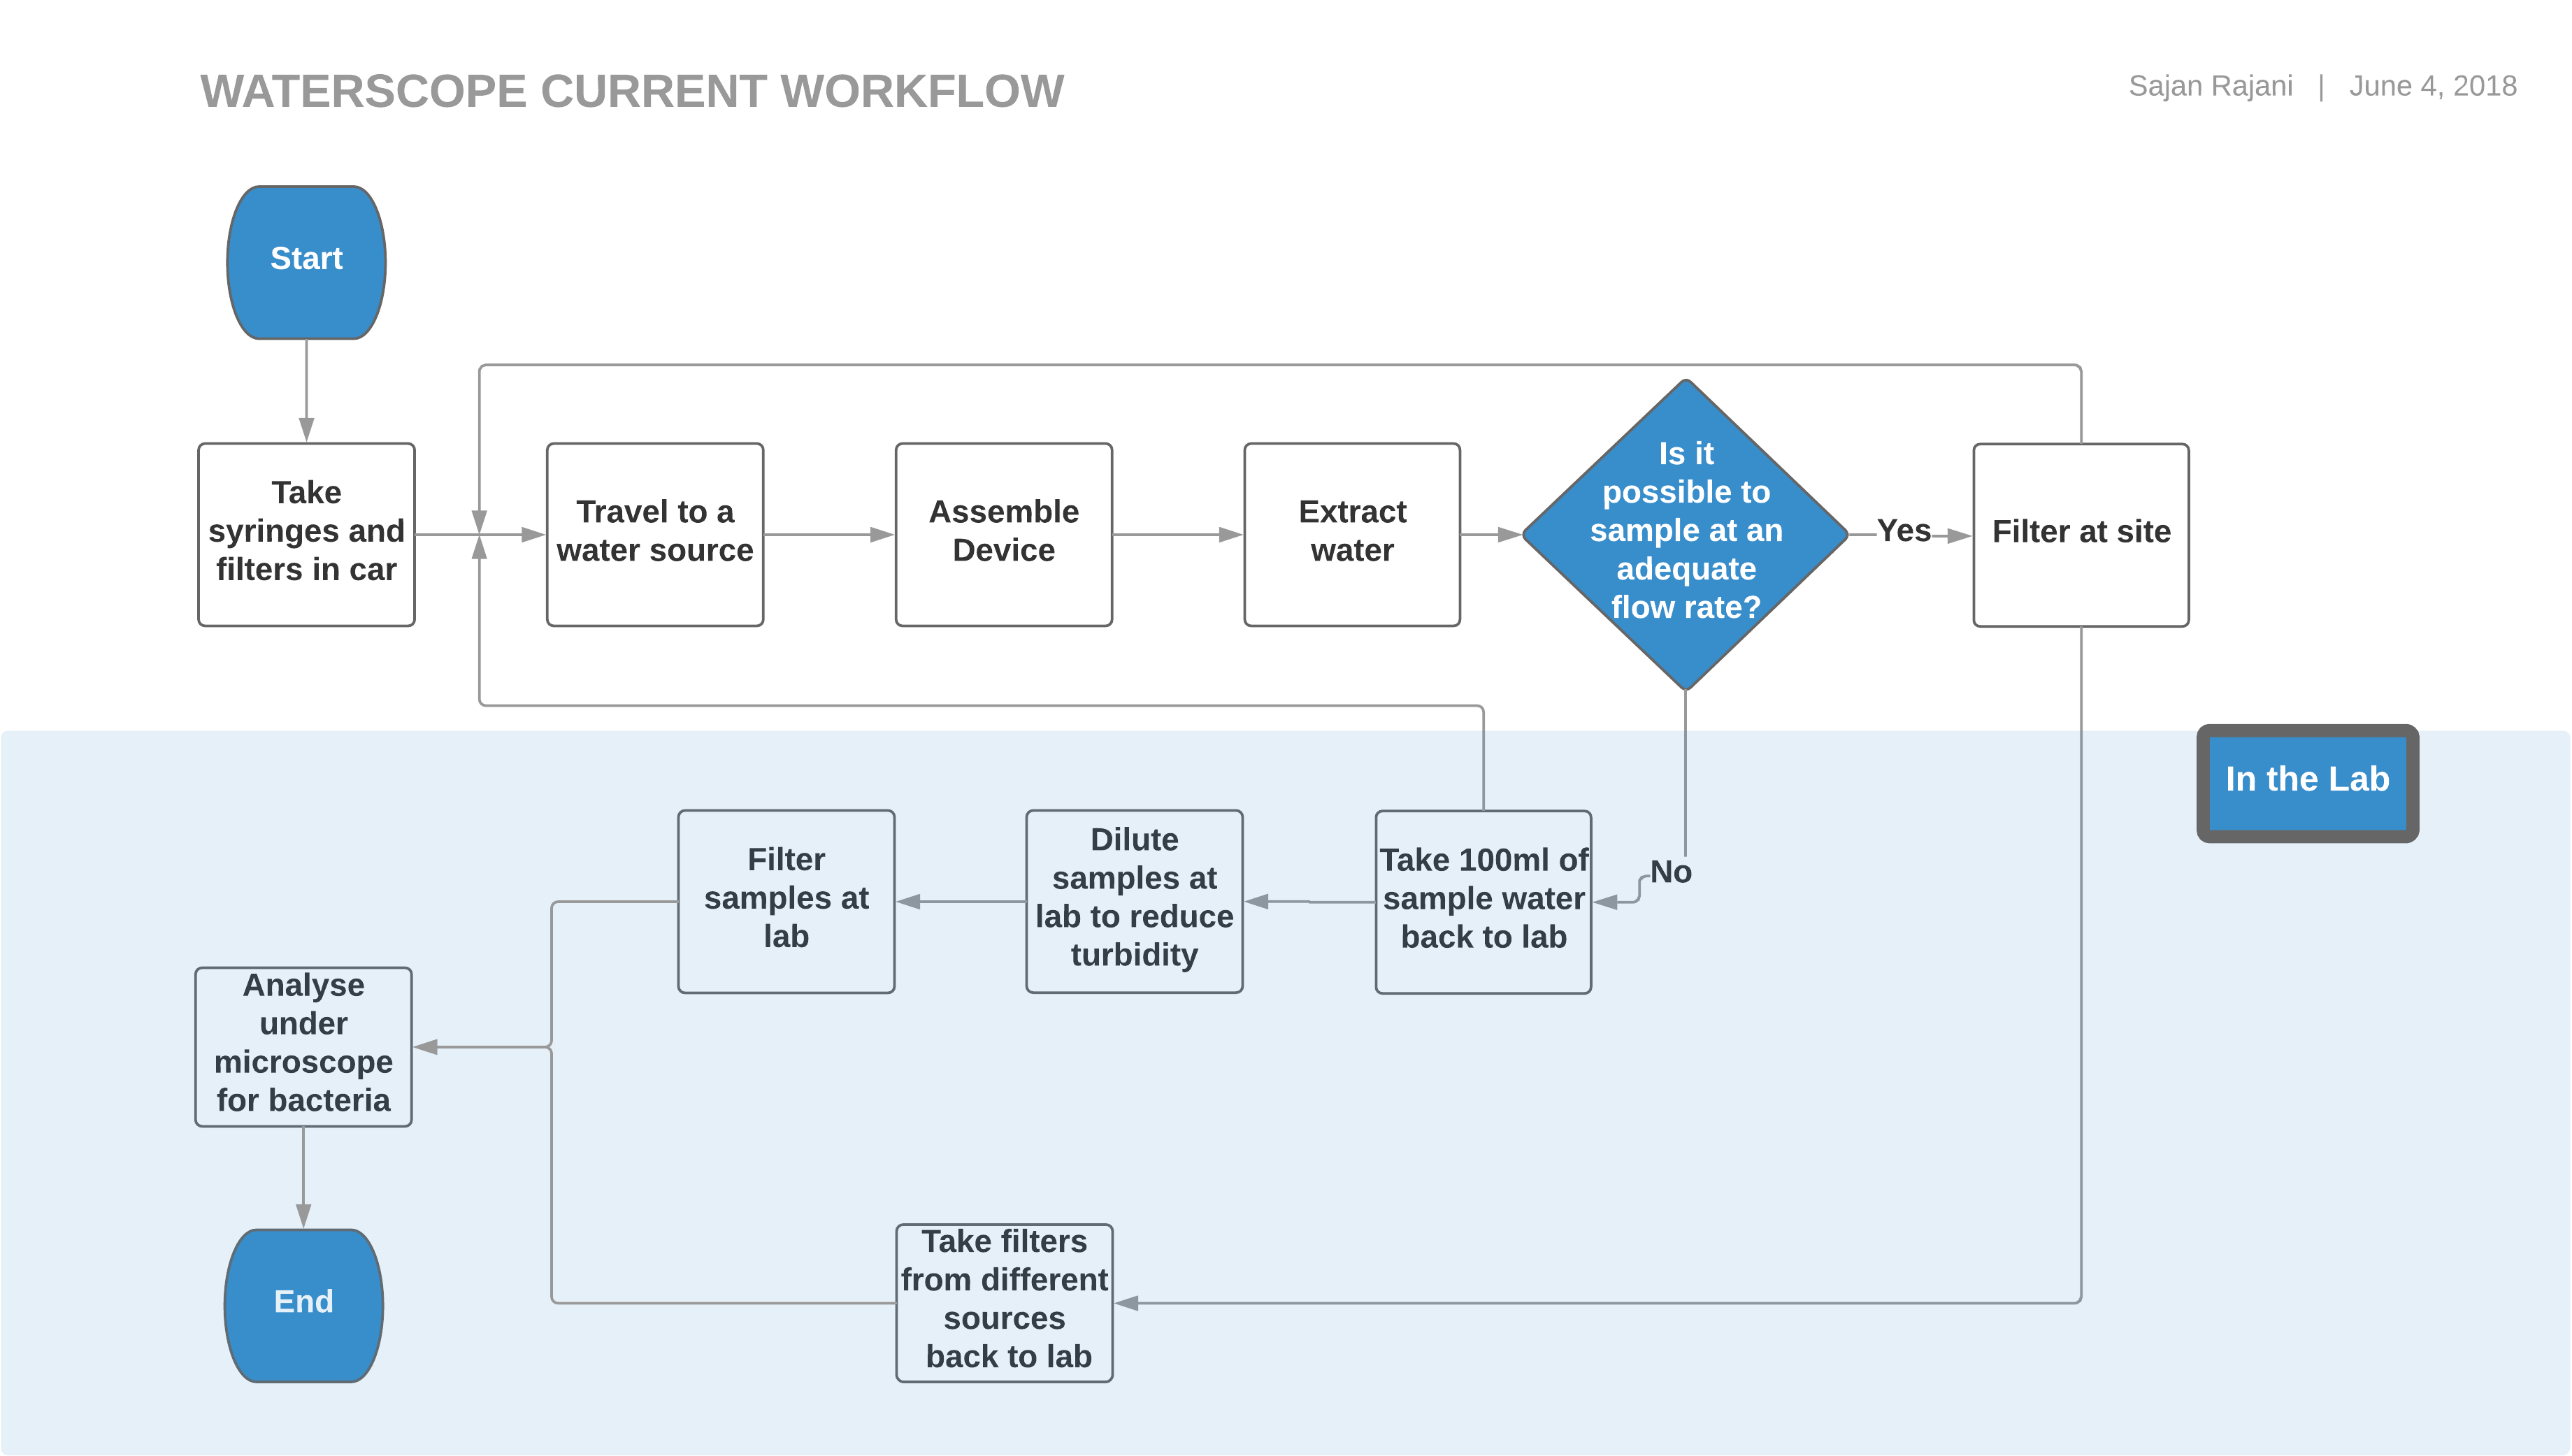 WATERSCOPE CURRENT WORKFLOW
Sajan Rajani | June 4, 2018
Start
Take
syringes and
filters in car
Travel to a
water source
Assemble
Device
Extract
water
Is it
possible to
sample at an
adequate
flow rate?
Yes
Filter at site
In the Lab
No
Take 100ml of
sample water
back to lab
Dilute
samples at
lab to reduce
turbidity
Filter
samples at
lab
Analyse
under
microscope
for bacteria
Take filters
from different
sources
back to lab
End